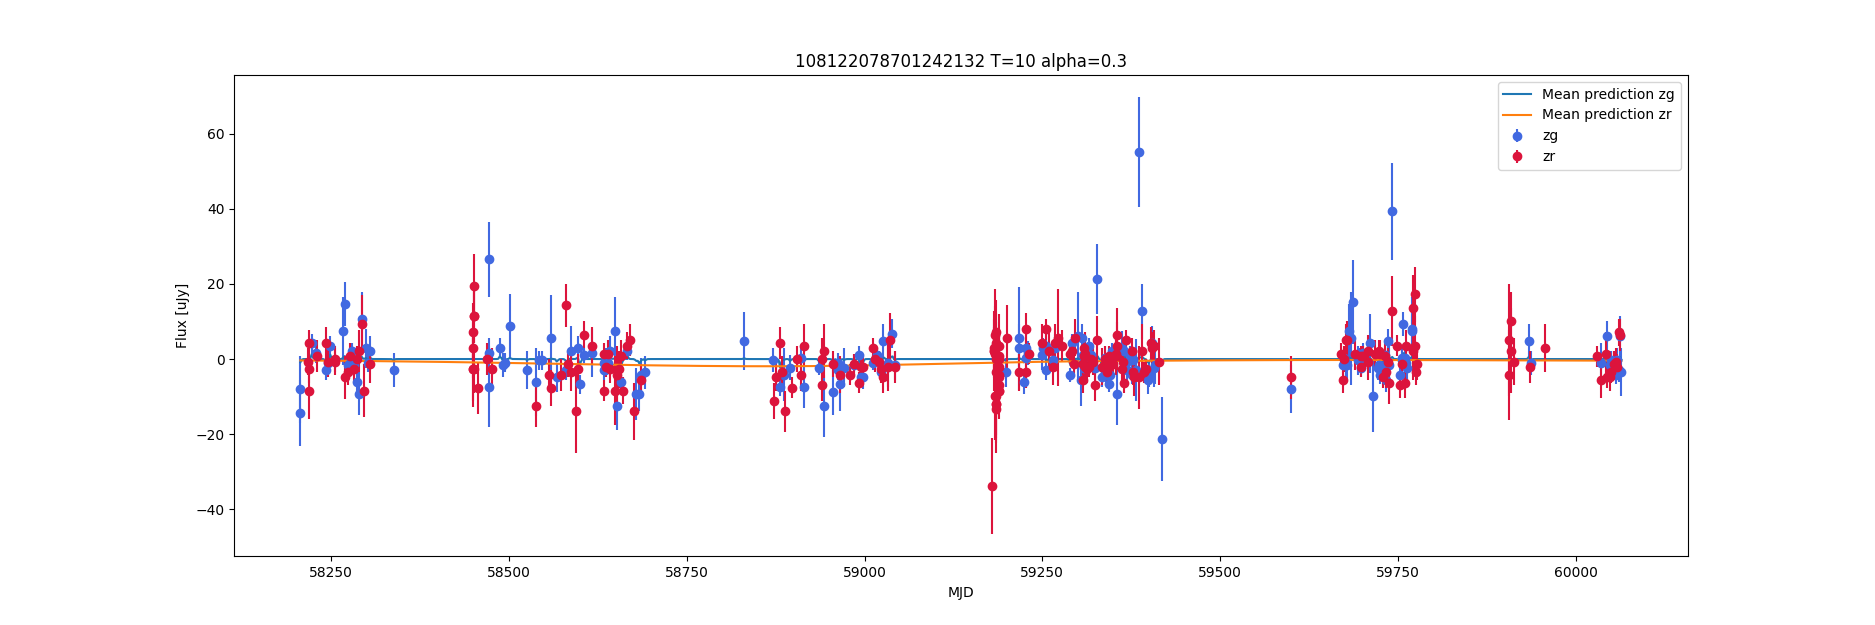 108122078701242132 T=10 alpha=0.3
Mean prediction zg
Mean prediction zr
zg
zr
Flux [uJy]
60
40
20
0
−20
−40
58250 58500 58750 59000 59250 59500 59750 60000
MJD